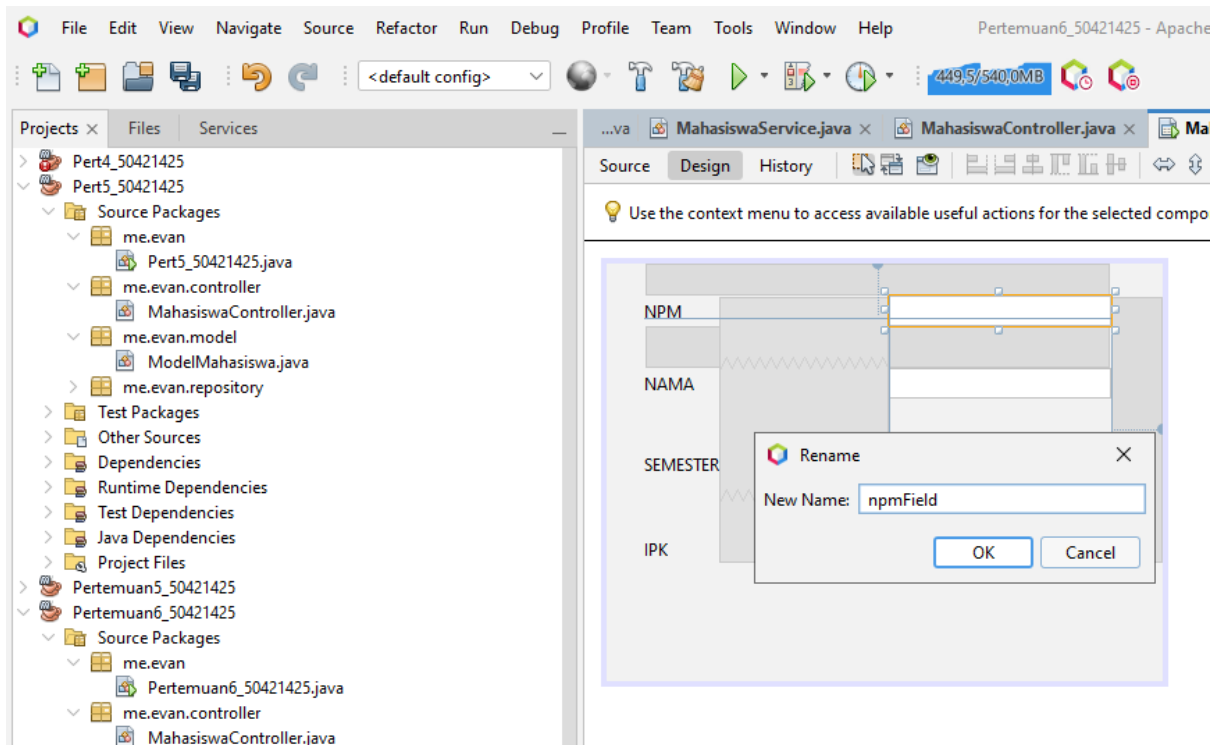 File Edit View Navigate Source Refactor Run Debug Profile Team Tools Window Help Pertemuan6_50421425 - Apache
<default config> 449,5/540,0MB
Projects Files Services
...va MahasiswaService.java MahasiswaController.java Ma
Source Design History
Use the context menu to access available useful actions for the selected compo
Pert4_50421425
Pert5_50421425
Source Packages
me.evan
Pert5_50421425.java
me.evan.controller
MahasiswaController.java
me.evan.model
ModelMahasiswa.java
me.evan.repository
Test Packages
Other Sources
Dependencies
Runtime Dependencies
Test Dependencies
Java Dependencies
Project Files
Pertemuan5_50421425
Pertemuan6_50421425
Source Packages
me.evan
Pertemuan6_50421425.java
me.evan.controller
MahasiswaController.java
NPM
NAMA
SEMESTER
IPK
Rename
New Name: npmField
OK Cancel